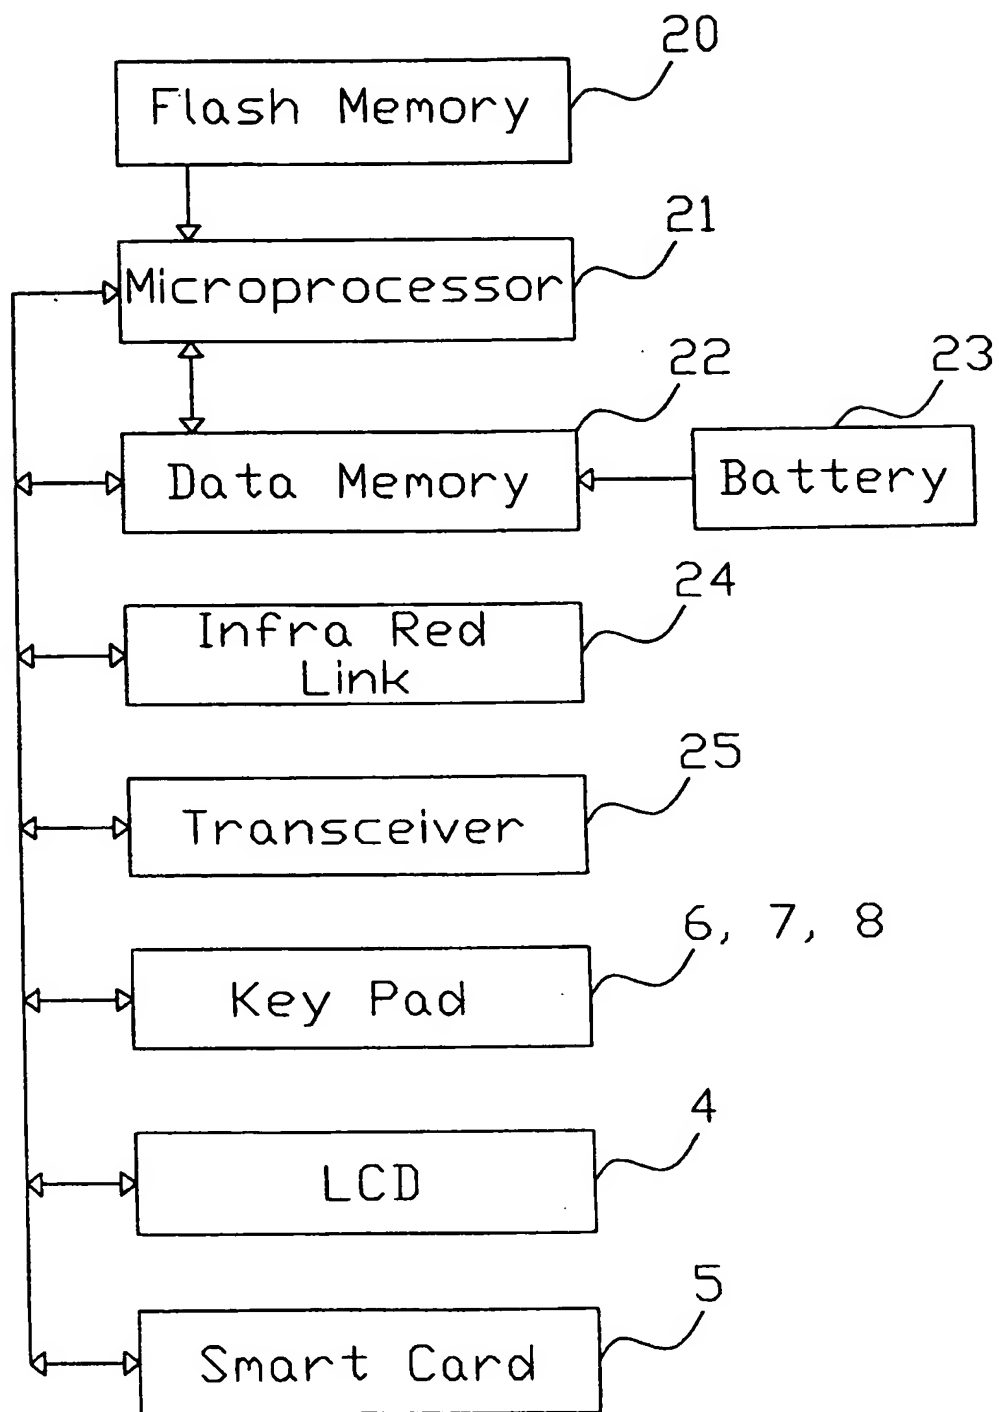 20
Flash Memory
21
Microprocessor
22
23
Data Memory
Battery
24
Infra Red
Link
25
Transceiver
6, 7, 8
Key Pad
4
LCD
5
Smart Card